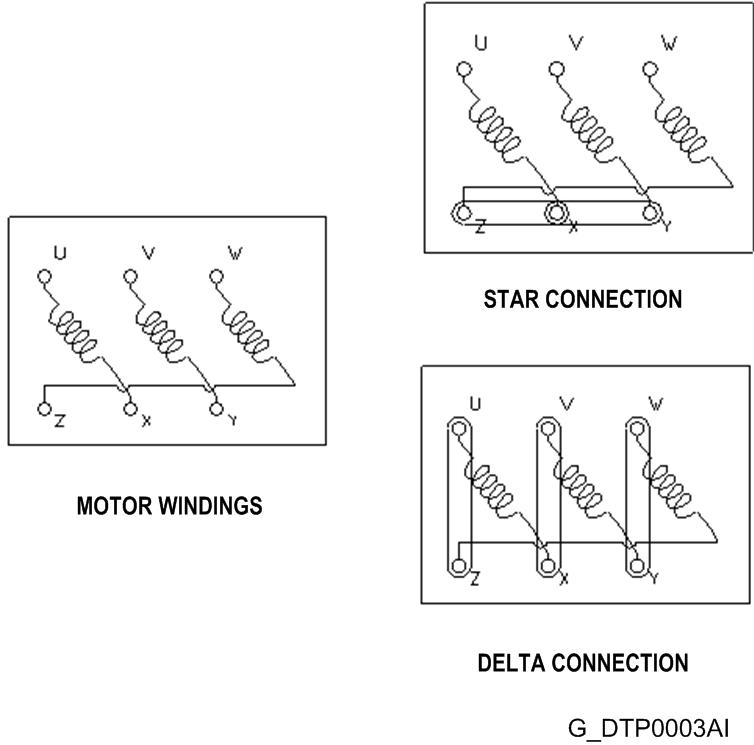 U V W
Z X Y
STAR CONNECTION
U V W
Z X Y
MOTOR WINDINGS
U V W
Z X Y
DELTA CONNECTION
G_DTP0003AI